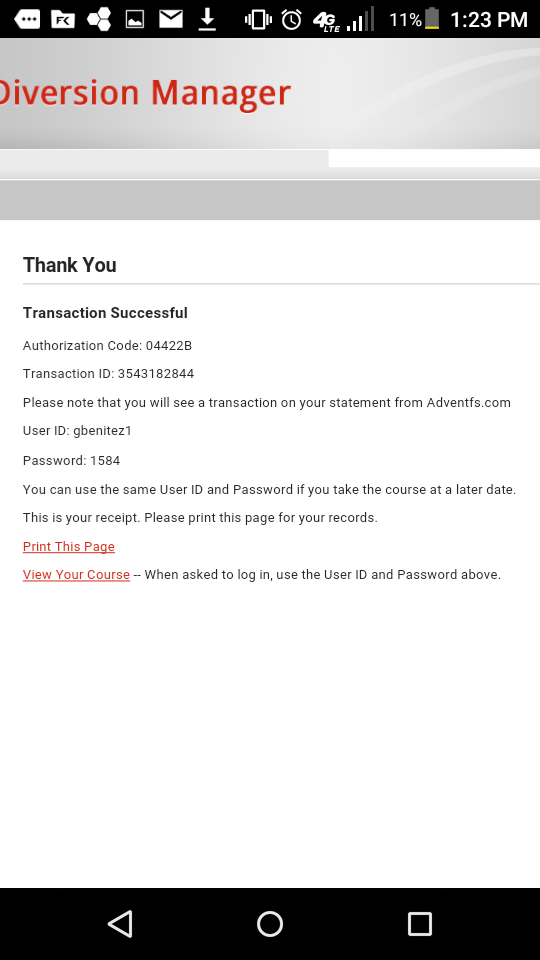 4G LTE 11% 1:23 PM
Diversion Manager
Thank You
Transaction Successful
Authorization Code: 04422B
Transaction ID: 3543182844
Please note that you will see a transaction on your statement from Adventfs.com
User ID: gbenitez1
Password: 1584
You can use the same User ID and Password if you take the course at a later date.
This is your receipt. Please print this page for your records.
Print This Page
View Your Course -- When asked to log in, use the User ID and Password above.